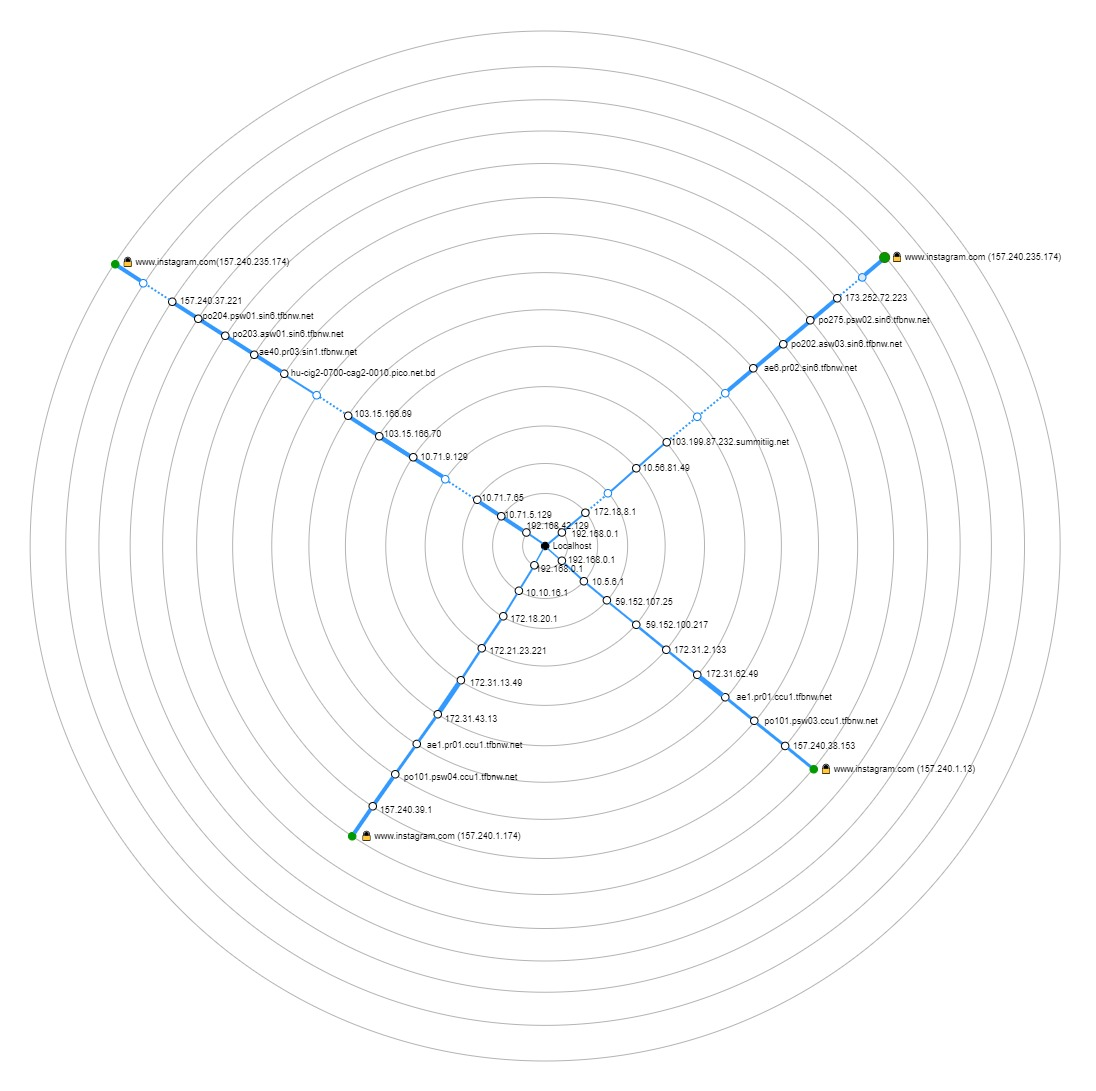 www.instagram.com (157.240.235.174)
www.instagram.com(157.240.235.174)
173.252.72.223
157.240.37.221
po204.psw01.sin6.tfbnw.net
po275.psw02.sin6.tfbnw.net
po203.asw01.sin6.tfbnw.net
po202.asw03.sin6.tfbnw.net
ae40.pr03.sin1.tfbnw.net
ae6.pr02.sin6.tfbnw.net
hu-cig2-0700-cag2-0010.pico.net.bd
103.15.166.69
103.15.166.70
103.199.87.232.summitiig.net
10.71.9.129
10.56.81.49
10.71.7.65
172.18.8.1
10.71.5.129
192.168.42.129
192.168.0.1
Localhost
192.168.0.1
192.168.0.1
10.5.6.1
10.10.16.1
59.152.107.25
172.18.20.1
59.152.100.217
172.21.23.221
172.31.2.133
172.31.62.49
172.31.13.49
ae1.pr01.ccu1.tfbnw.net
172.31.43.13
po101.psw03.ccu1.tfbnw.net
ae1.pr01.ccu1.tfbnw.net
157.240.38.153
www.instagram.com (157.240.1.13)
po101.psw04.ccu1.tfbnw.net
157.240.39.1
www.instagram.com (157.240.1.174)